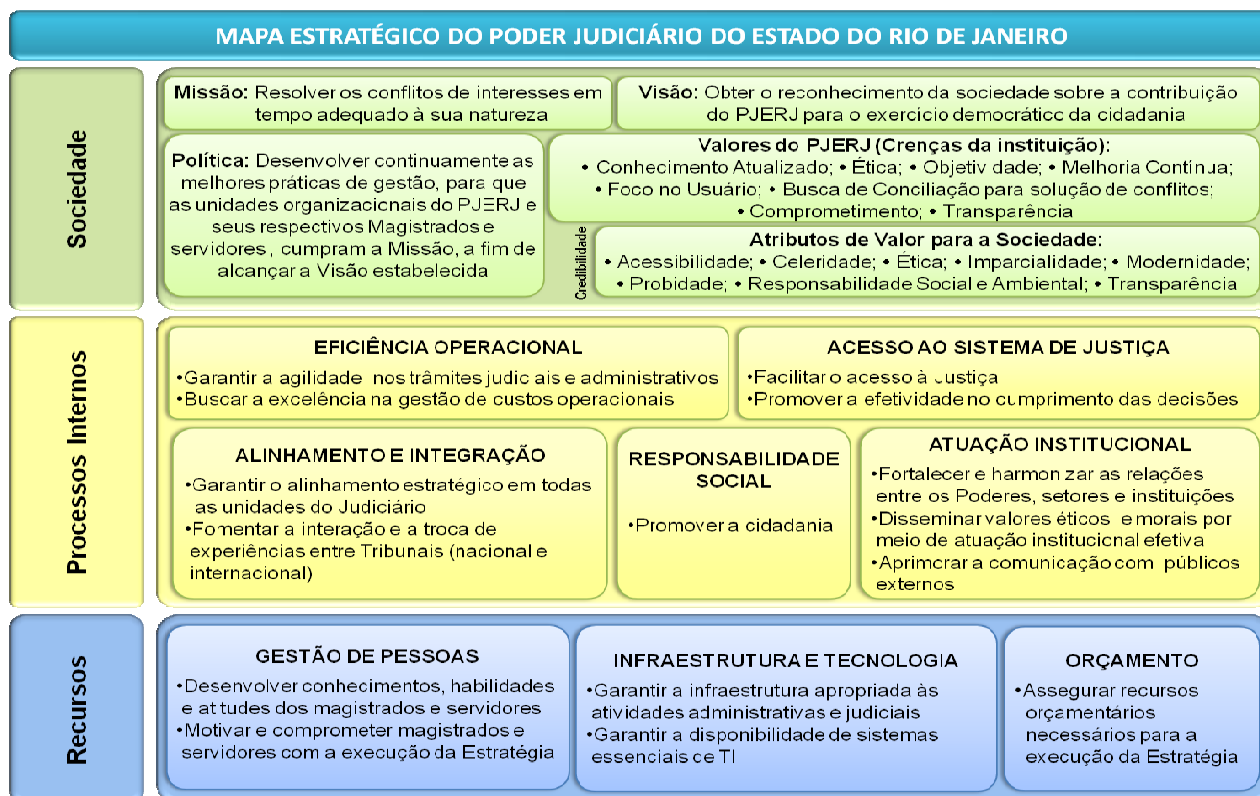 MAPA ESTRATÉGICO DO PODER JUDICIÁRIO DO ESTADO DO RIO DE JANEIRO
Sociedade
Missão: Resolver os conflitos de interesses em
tempo adequado à sua natureza
Visão: Obter o reconhecimento da sociedade sobre a contribuição
do PJERJ para o exercício democrático da cidadania
Política: Desenvolver continuamente as
melhores práticas de gestão, para que
as unidades organizacionais do PJERJ e
seus respectivos Magistrados e
servidores , cumpram a Missão, a fim de
alcançar a Visão estabelecida
Valores do PJERJ (Crenças da instituição):
• Conhecimento Atualizado; • Ética; • Objetiv dade; • Melhoria Contínua;
• Foco no Usuário; • Busca de Conciliação para solução de conflitos;
• Comprometimento; • Transparência
Credibilidade
Atributos de Valor para a Sociedade:
• Acessibilidade; • Celeridade; • Ética; • Imparcialidade; • Modernidade;
• Probidade; • Responsabilidade Social e Ambiental; • Transparência
Processos Internos
EFICIÊNCIA OPERACIONAL
•Garantir a agilidade nos trâmites judic ais e administrativos
•Buscar a excelência na gestão de custos operacionais
ACESSO AO SISTEMA DE JUSTIÇA
•Facilitar o acesso à Justiça
•Promover a efetividade no cumprimento das decisões
ALINHAMENTO E INTEGRAÇÃO
•Garantir o alinhamento estratégico em todas
as unidades do Judiciário
•Fomentar a interação e a troca de
experiências entre Tribunais (nacional e
internacional)
RESPONSABILIDADE
SOCIAL
•Promover a cidadania
ATUAÇÃO INSTITUCIONAL
•Fortalecer e harmon zar as relações
entre os Poderes, setores e instituições
•Disseminar valores éticos e morais por
meio de atuação institucional efetiva
•Aprimorar a comunicação com públicos
externos
Recursos
GESTÃO DE PESSOAS
•Desenvolver conhecimentos, habilidades
e at tudes dos magistrados e servidores
•Motivar e comprometer magistrados e
servidores com a execução da Estratégia
INFRAESTRUTURA E TECNOLOGIA
•Garantir a infraestrutura apropriada às
atividades administrativas e judiciais
•Garantir a disponibilidade de sistemas
essenciais de TI
ORÇAMENTO
•Assegurar recursos
orçamentários
necessários para a
execução da Estratégia